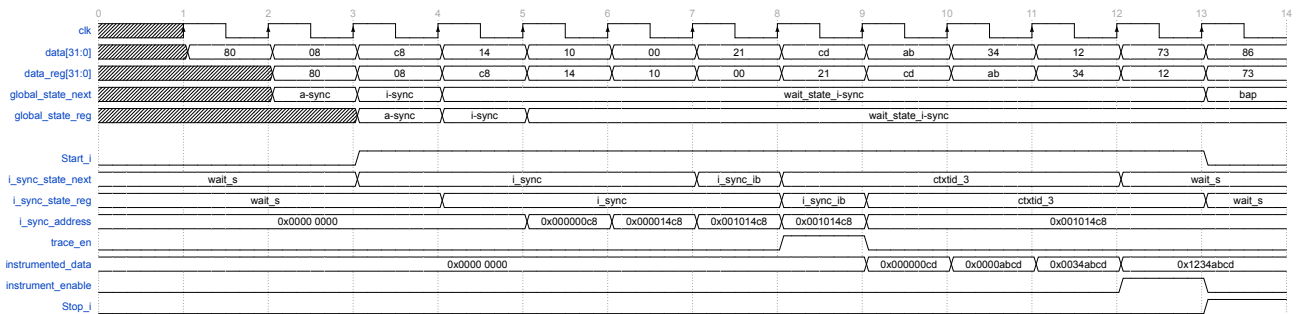 0 1 2 3 4 5 6 7 8 9 10 11 12 13 14
clk
data[31:0] 80 08 c8 14 10 00 21 cd ab 34 12 73 86
data_reg[31:0] 80 08 c8 14 10 00 21 cd ab 34 12 73
global_state_next a-sync i-sync wait_state_i-sync bap
global_state_reg a-sync i-sync wait_state_i-sync
Start_i
i_sync_state_next wait_s i_sync i_sync_ib ctxtid_3 wait_s
i_sync_state_reg wait_s i_sync i_sync_ib ctxtid_3 wait_s
i_sync_address 0x0000 0000 0x000000c8 0x000014c8 0x001014c8 0x001014c8 0x001014c8
trace_en
instrumented_data 0x0000 0000 0x000000cd 0x0000abcd 0x0034abcd 0x1234abcd
instrument_enable
Stop_i